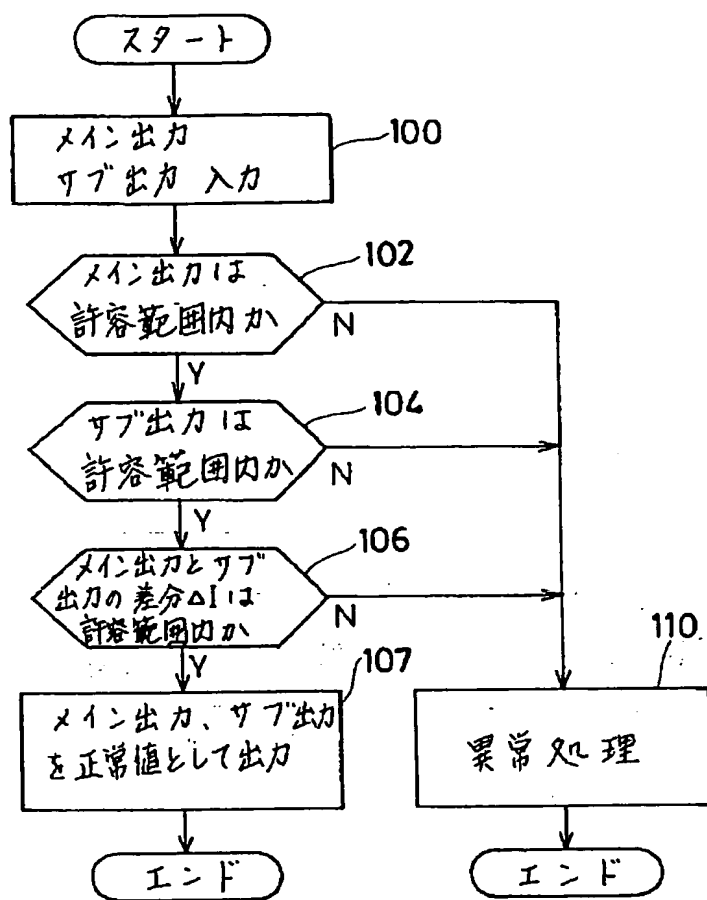 スタート
100
メイン出力
サブ出力 入力
102
メイン出力は
許容範囲内か
N
Y
104
サブ出力は
許容範囲内か
N
Y
106
メイン出力とサブ
出力の差分ΔIは
許容範囲内か
N
Y
107
メイン出力、サブ出力
を正常値として出力
110
異常処理
エンド
エンド